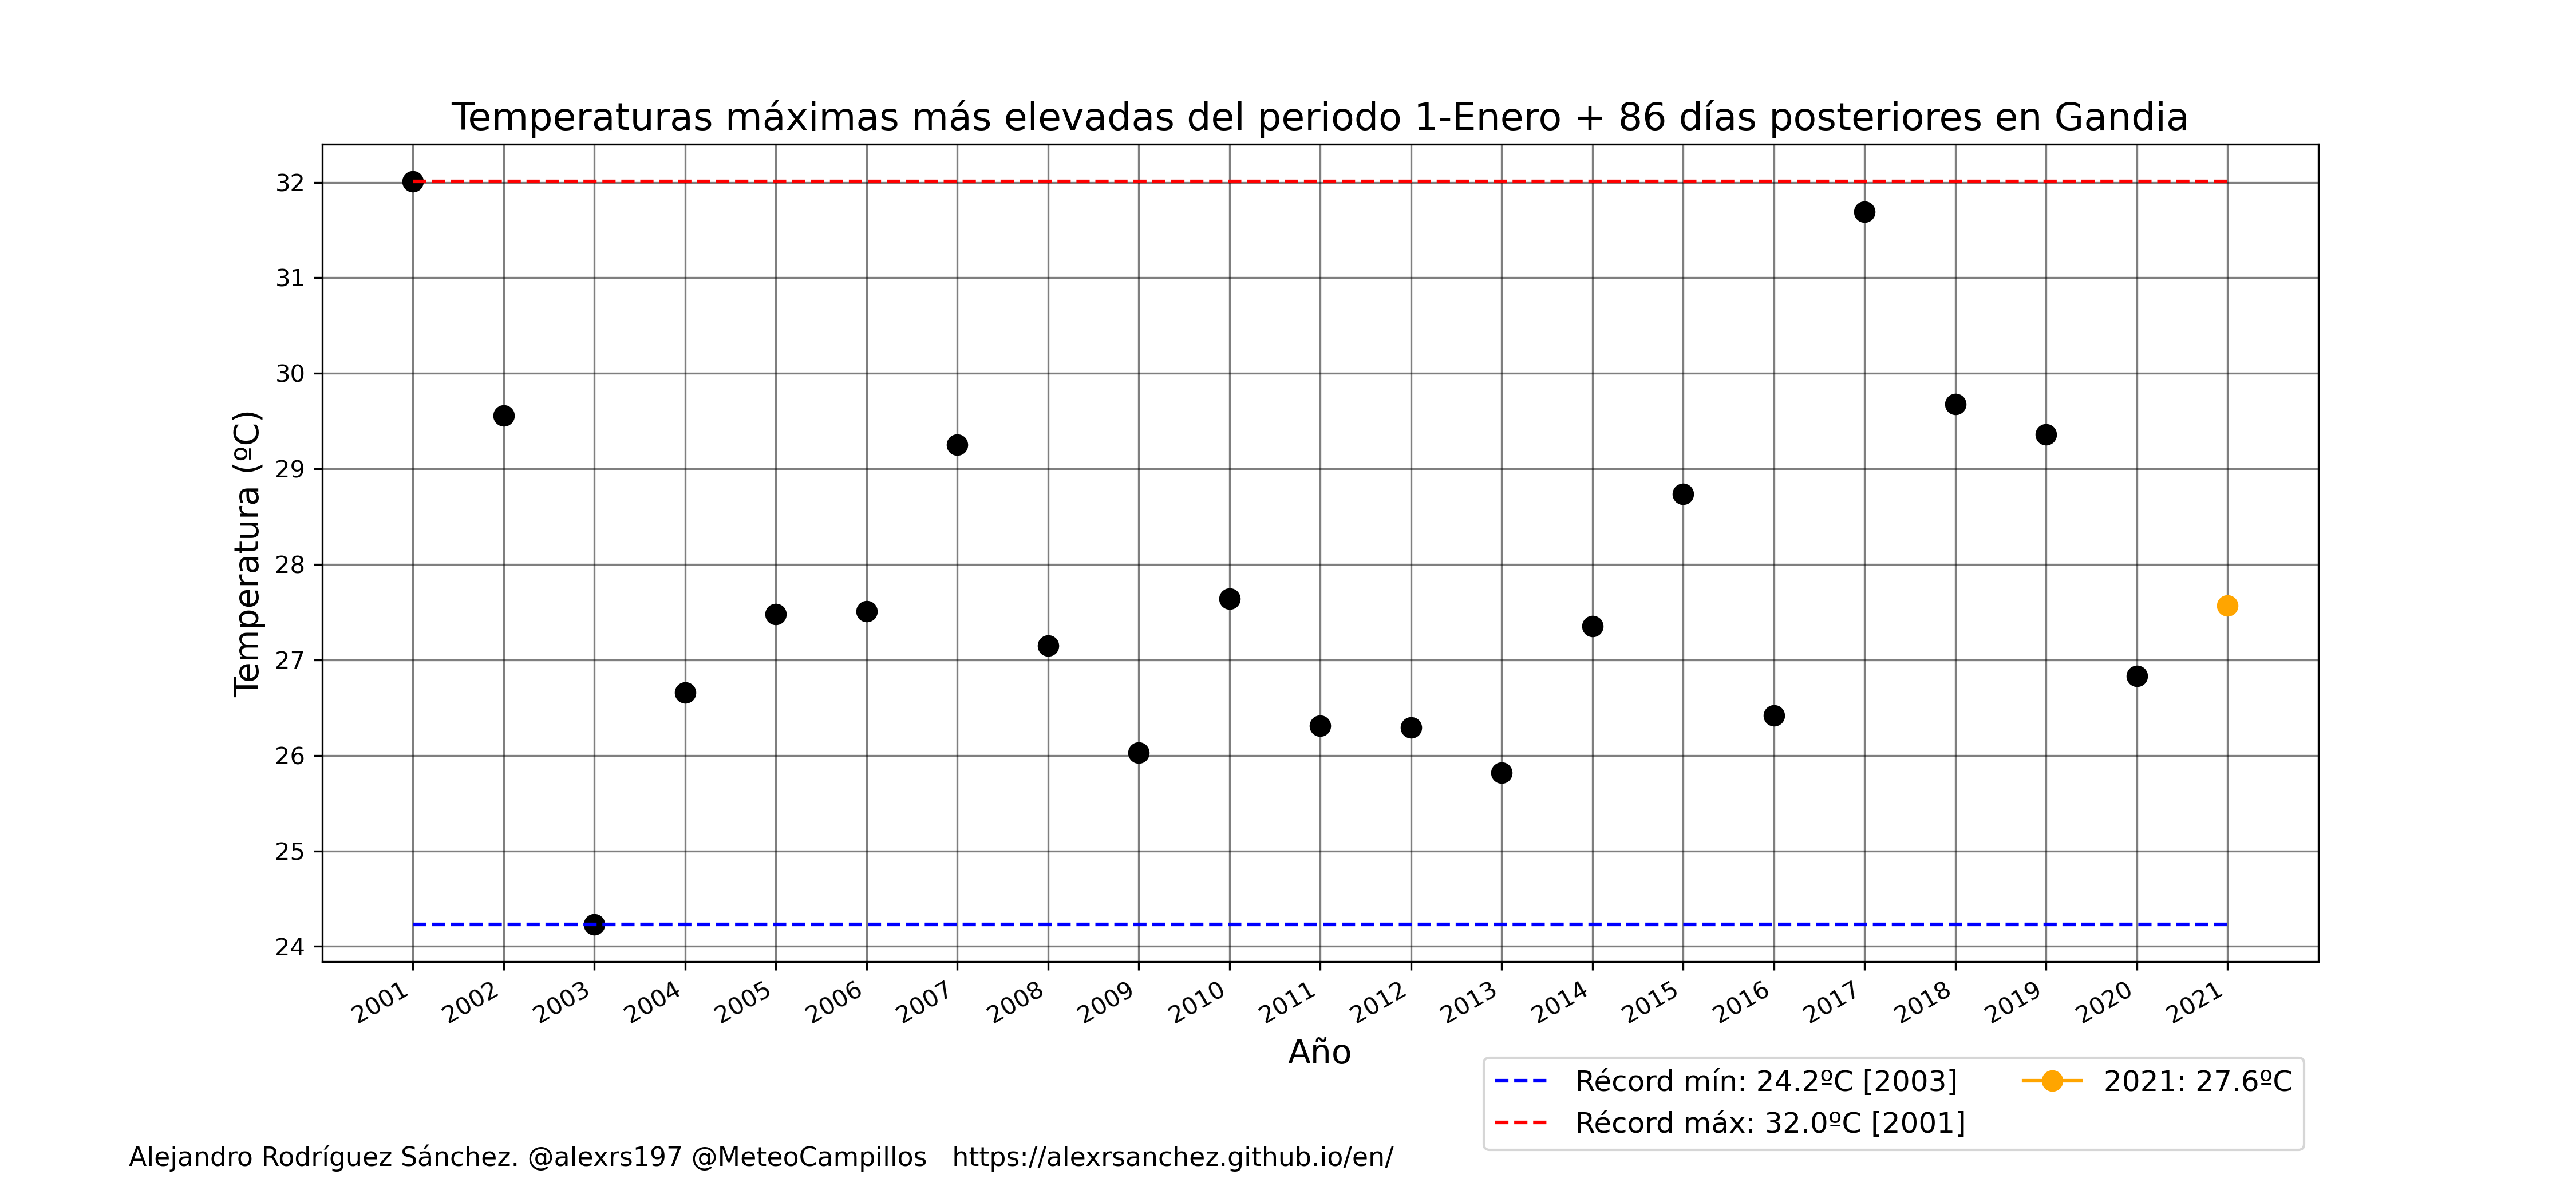 Temperaturas máximas más elevadas del periodo 1-Enero + 86 días posteriores en Gandia
Temperatura (ºC)
32
31
30
29
28
27
26
25
24
2001 2002 2003 2004 2005 2006 2007 2008 2009 2010 2011 2012 2013 2014 2015 2016 2017 2018 2019 2020 2021
Año
Récord mín: 24.2ºC [2003]
Récord máx: 32.0ºC [2001]
2021: 27.6ºC
Alejandro Rodríguez Sánchez. @alexrs197 @MeteoCampillos https://alexrsanchez.github.io/en/